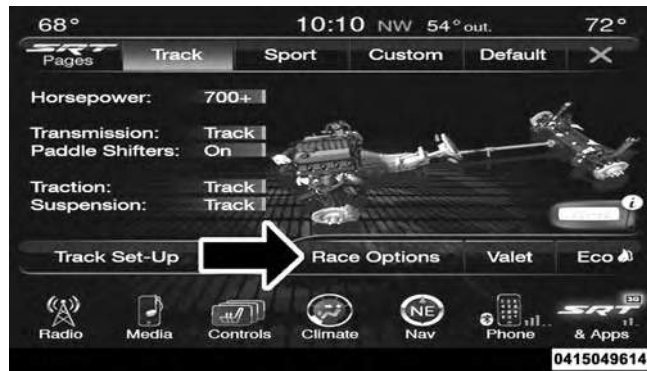 68° 10:10 NW 54° out. 72°
SRT Pages Track Sport Custom Default X
Horsepower: 700+
Transmission: Track
Paddle Shifters: On
Traction: Track
Suspension: Track
i
Track Set-Up Race Options Valet Eco
NE
3G
SRT
Radio Media Controls Climate Nav Phone & Apps
0415049614